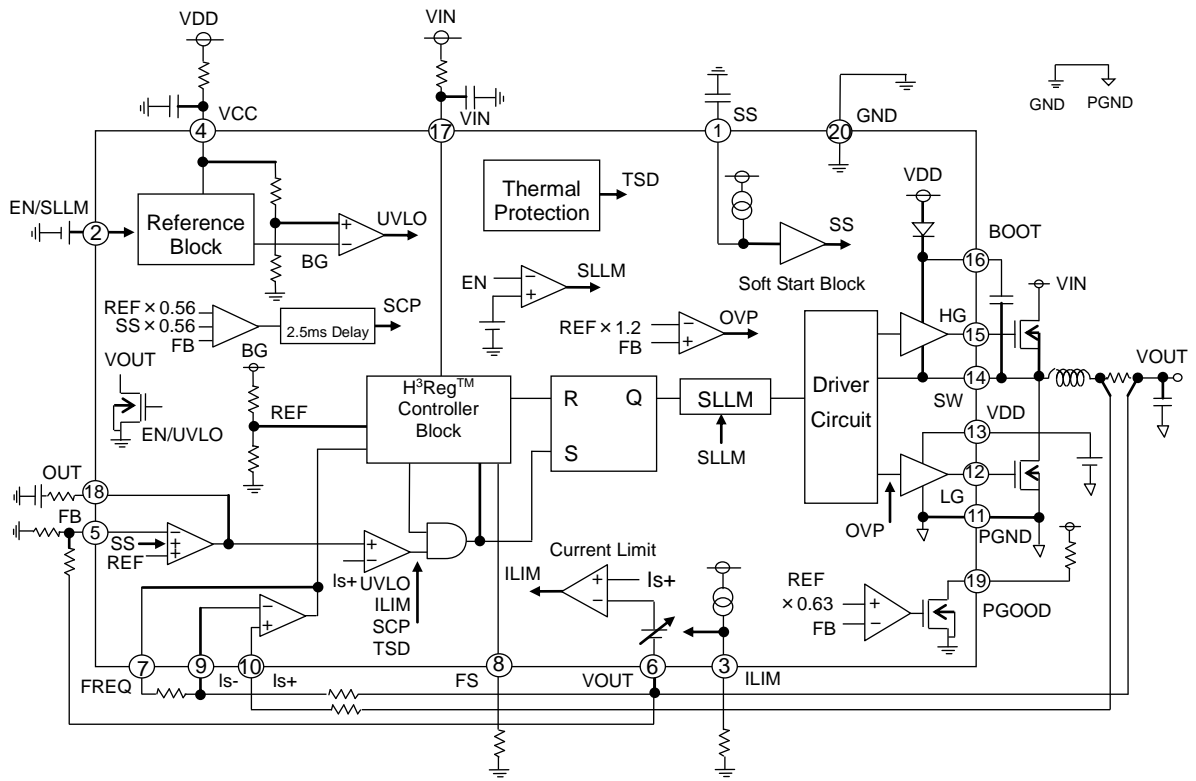 VDD
VIN
VCC
VIN
SS
GND
GND
PGND
4
17
1
20
EN/SLLM
2
Reference
Block
UVLO
+
−
BG
Thermal
Protection
TSD
SS
Soft Start Block
VDD
BOOT
16
VIN
REF×0.56
SS×0.56
FB
2.5ms Delay
SCP
EN
−
+
SLLM
REF×1.2
FB
−
+
OVP
HG
15
14
SW
VOUT
VOUT
EN/UVLO
BG
REF
H³Reg™
Controller
Block
R
Q
S
SLLM
SLLM
Driver
Circuit
VDD
13
12
LG
11
PGND
OVP
OUT
18
FB
5
SS
REF
−
+
+
+
−
Is+
UVLO
ILIM
SCP
TSD
−
+
Current Limit
ILIM
+
−
Is+
REF
×0.63
FB
+
−
19
PGOOD
7
9
10
8
6
3
FREQ
Is-
Is+
FS
VOUT
ILIM